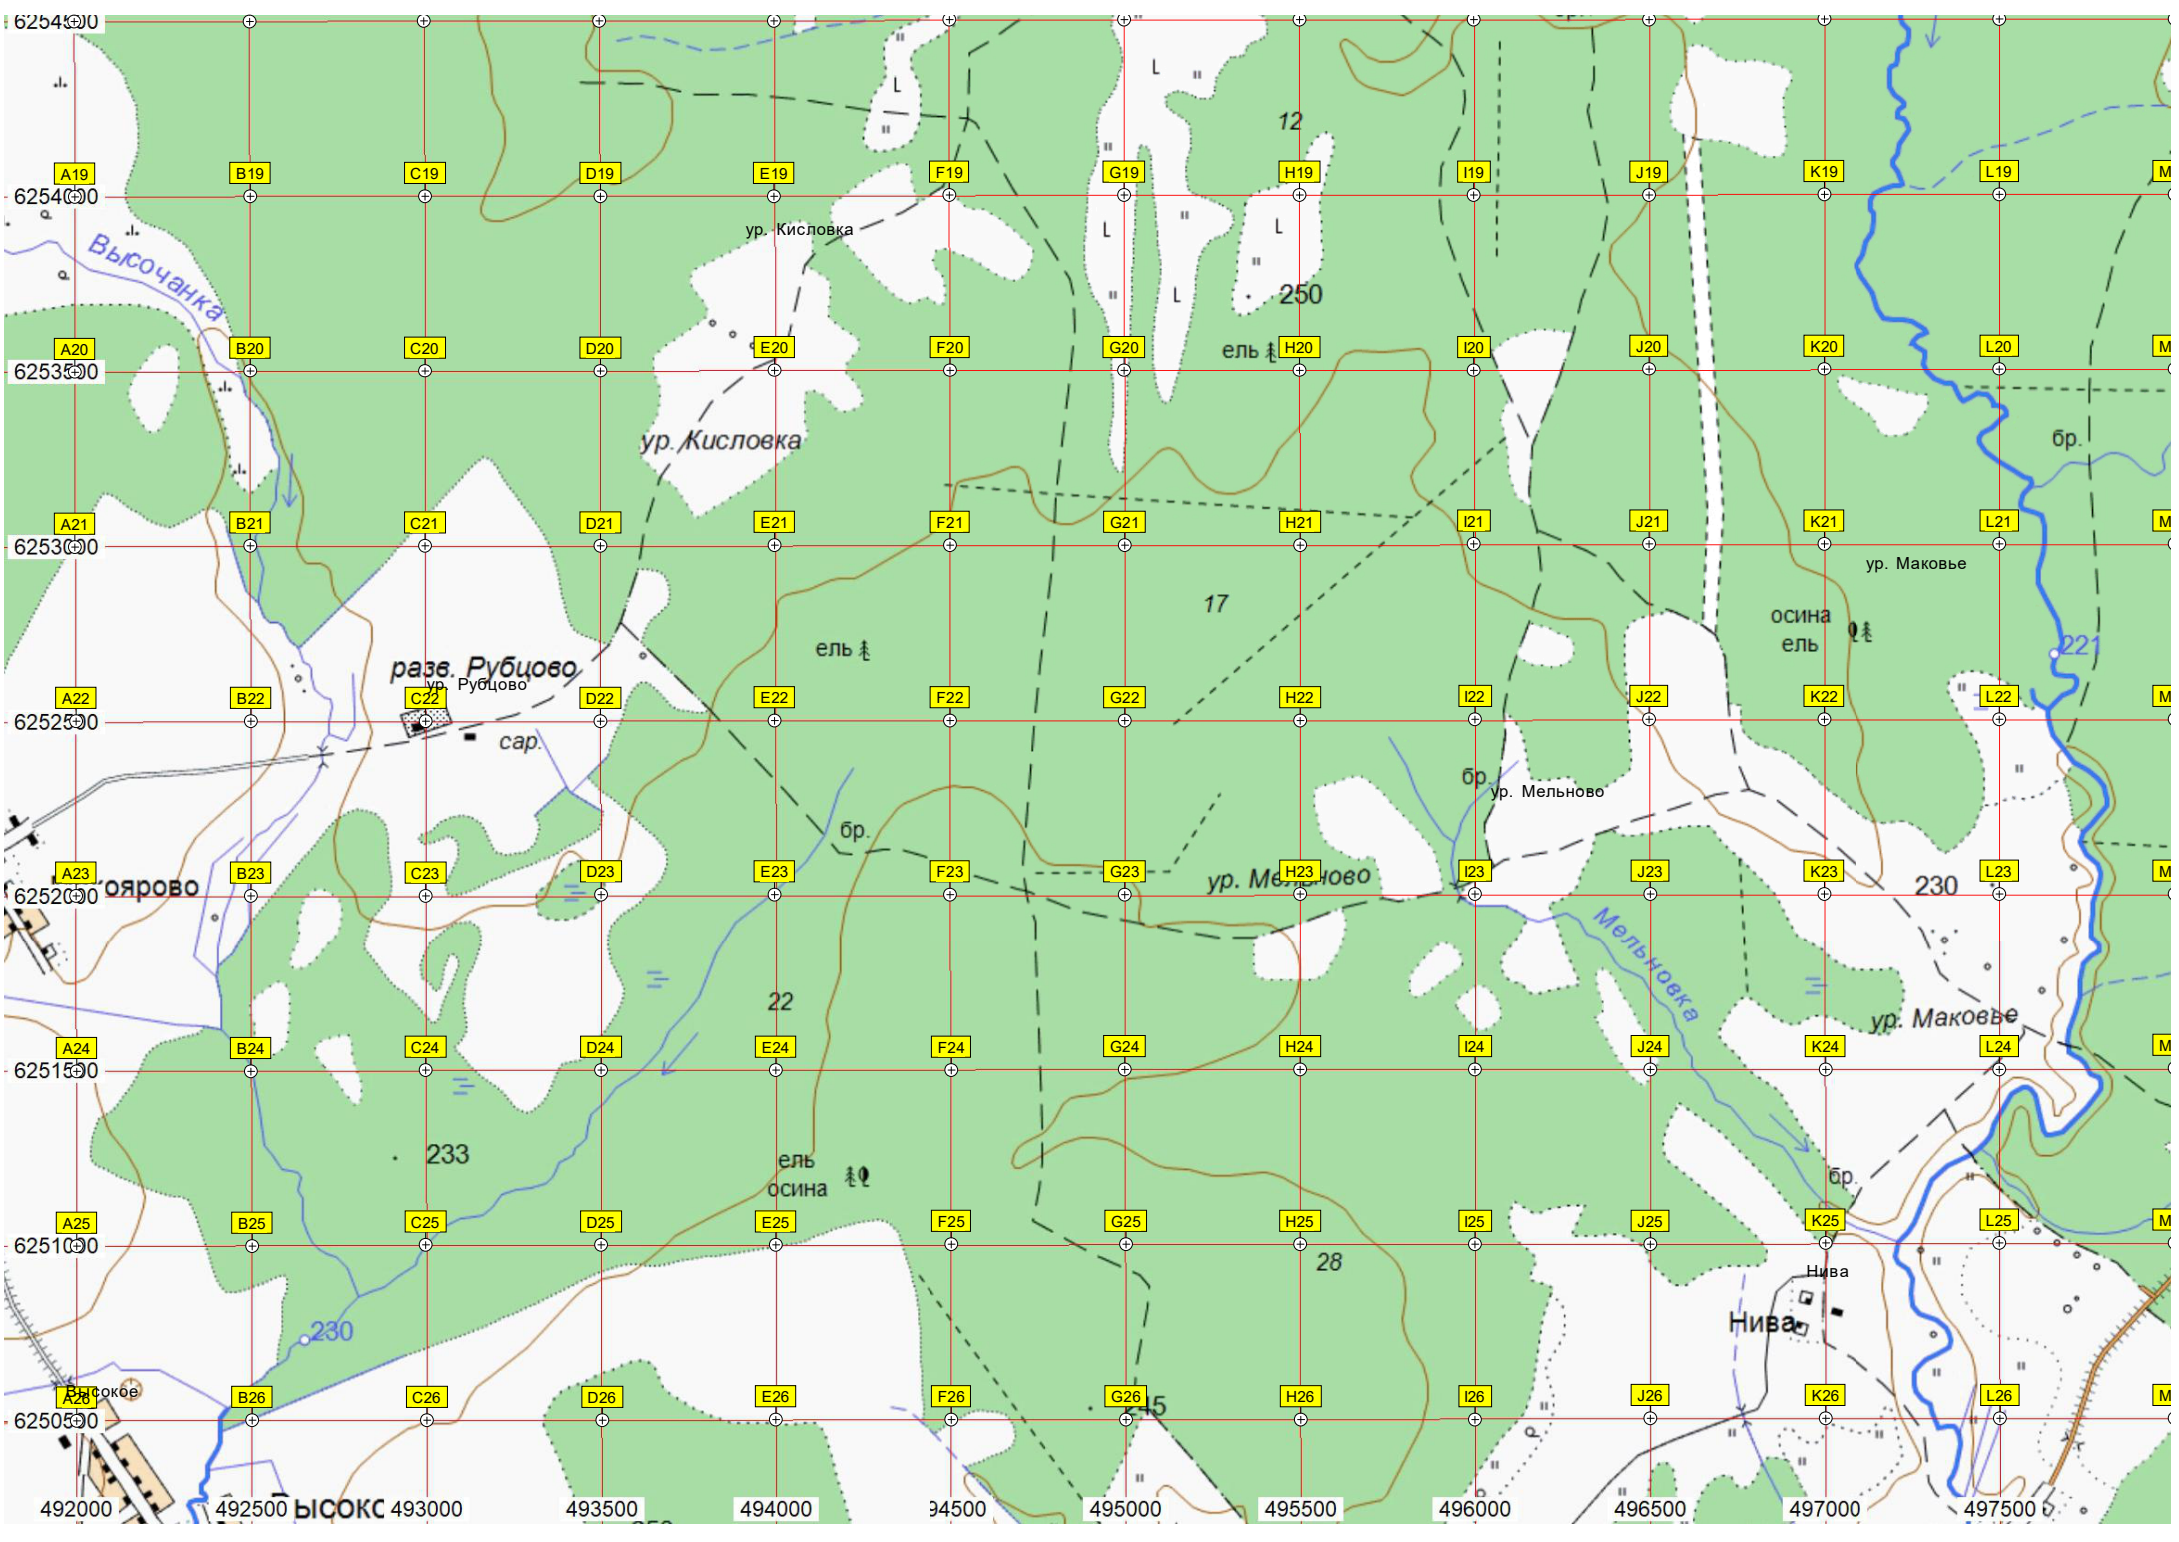 6254500
12
A19 B19 C19 D19 E19 F19 G19 H19 I19 J19 K19 L19 M
6254000
ур. Кисловка
Высочанка
250
A20 B20 C20 D20 E20 F20 G20 ель H20 I20 J20 K20 L20 M
6253500
ур. Кисловка
бр.
A21 B21 C21 D21 E21 F21 G21 H21 I21 J21 K21 L21 M
6253000
ур. Маковье
17
осина
ель
ель
221
разв. Рубцово
ур. Рубцово
A22 B22 C22 D22 E22 F22 G22 H22 I22 J22 K22 L22 M
6252500
сар.
бр.
ур. Мельново
бр.
A23 B23 C23 D23 E23 F23 G23 H23 I23 J23 K23 L23 M
6252000
оярово
ур. Мельново
230
Мельновка
22
ур. Маковье
A24 B24 C24 D24 E24 F24 G24 H24 I24 J24 K24 L24 M
6251500
233
ель
осина
бр.
A25 B25 C25 D25 E25 F25 G25 H25 I25 J25 K25 L25 M
6251000
28
Нива
230
Нива
Высокое
A26 B26 C26 D26 E26 F26 G26 H26 I26 J26 K26 L26 M
6250500
245
492000 492500 Высоко 493000 493500 494000 94500 495000 495500 496000 496500 497000 497500